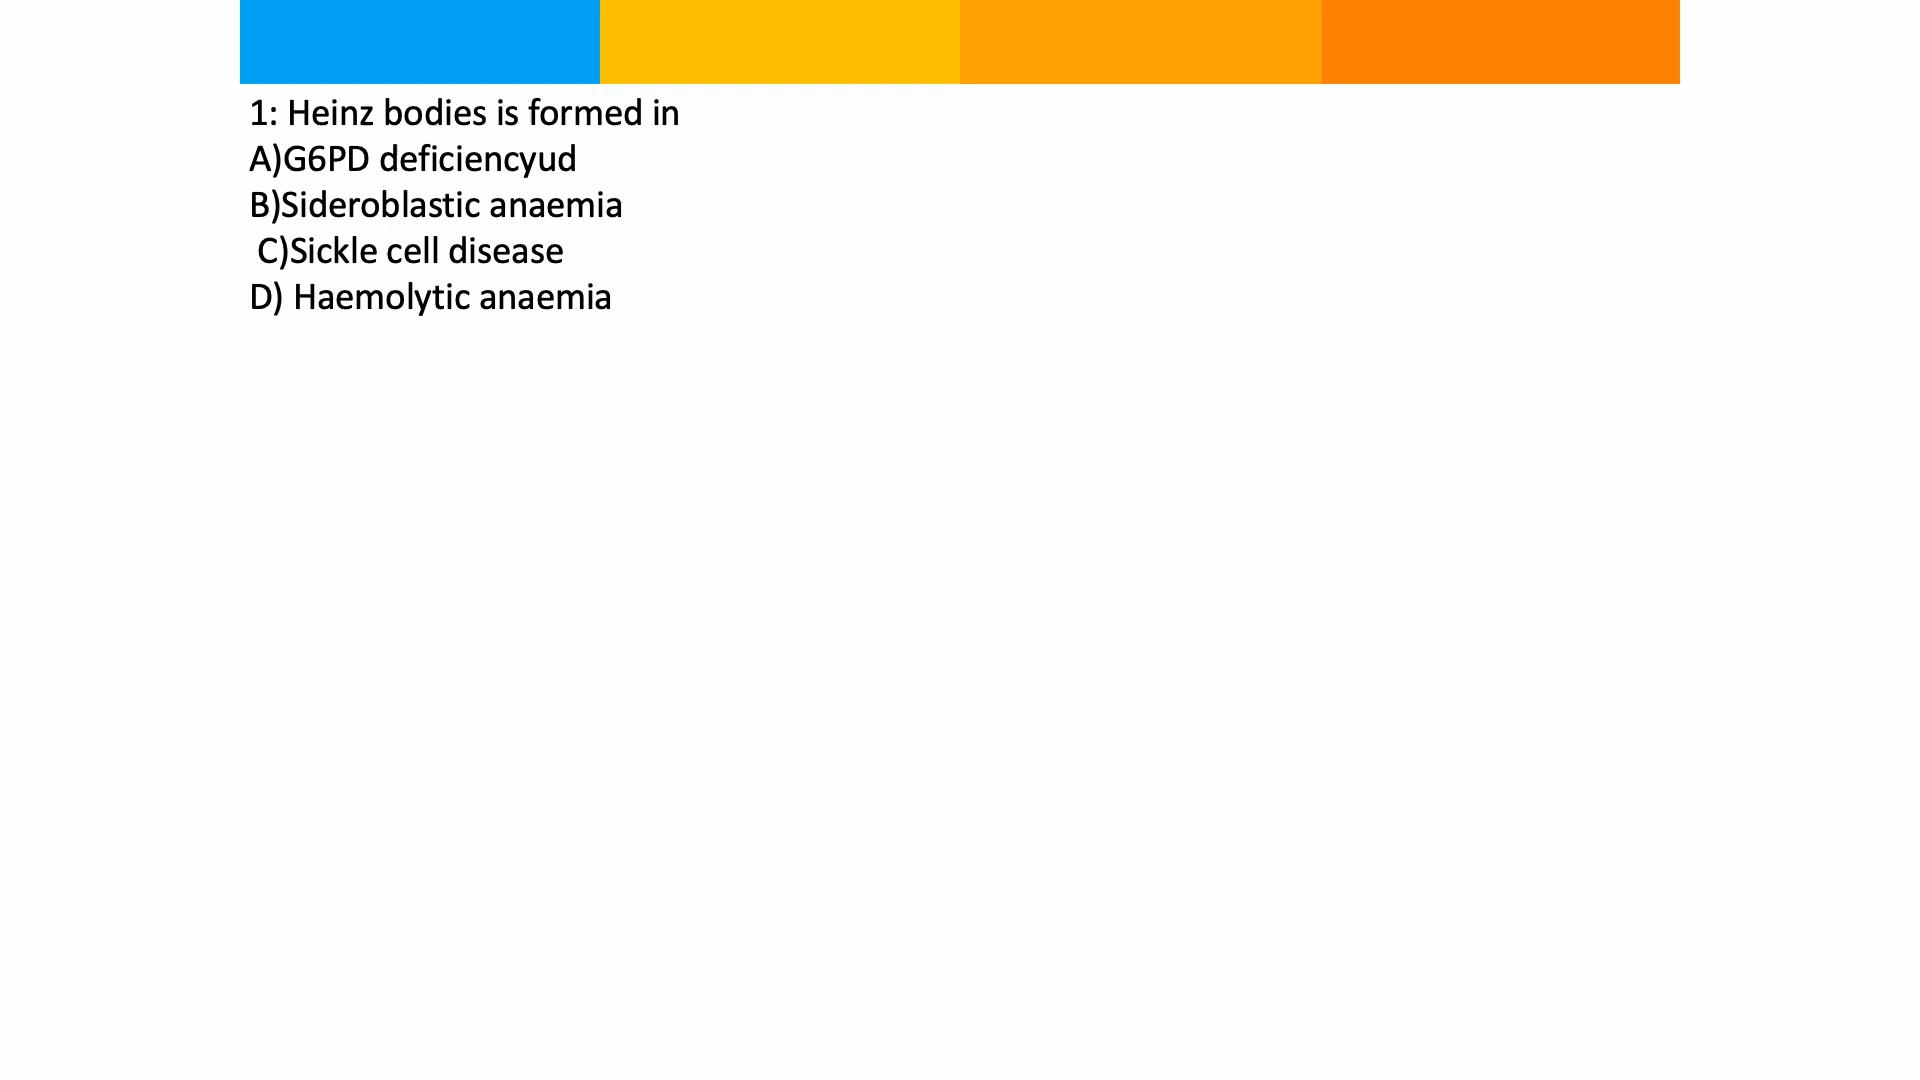 1: Heinz bodies is formed in
A)G6PD deficiencyud
B)Sideroblastic anaemia
C)Sickle cell disease
D) Haemolytic anaemia